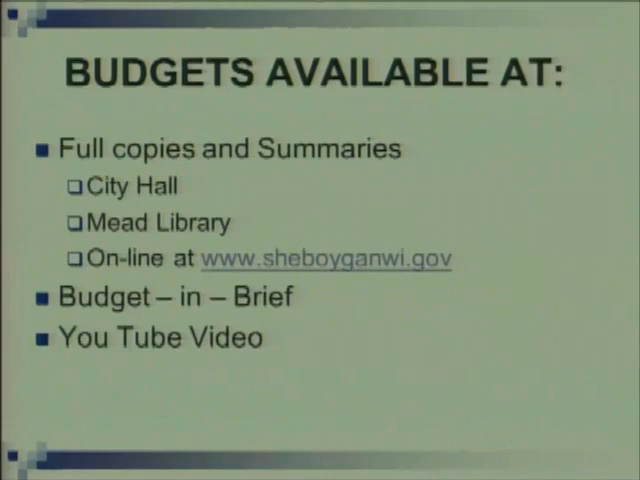 BUDGETS AVAILABLE AT:
Full copies and Summaries
City Hall
Mead Library
On-line at www.sheboyganwi.gov
Budget – in – Brief
You Tube Video